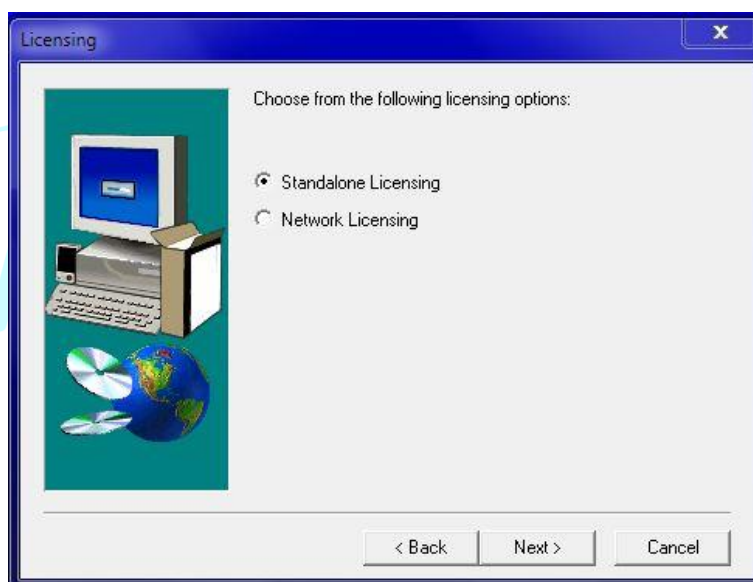 Licensing
Choose from the following licensing options:
Standalone Licensing
Network Licensing
< Back Next > Cancel